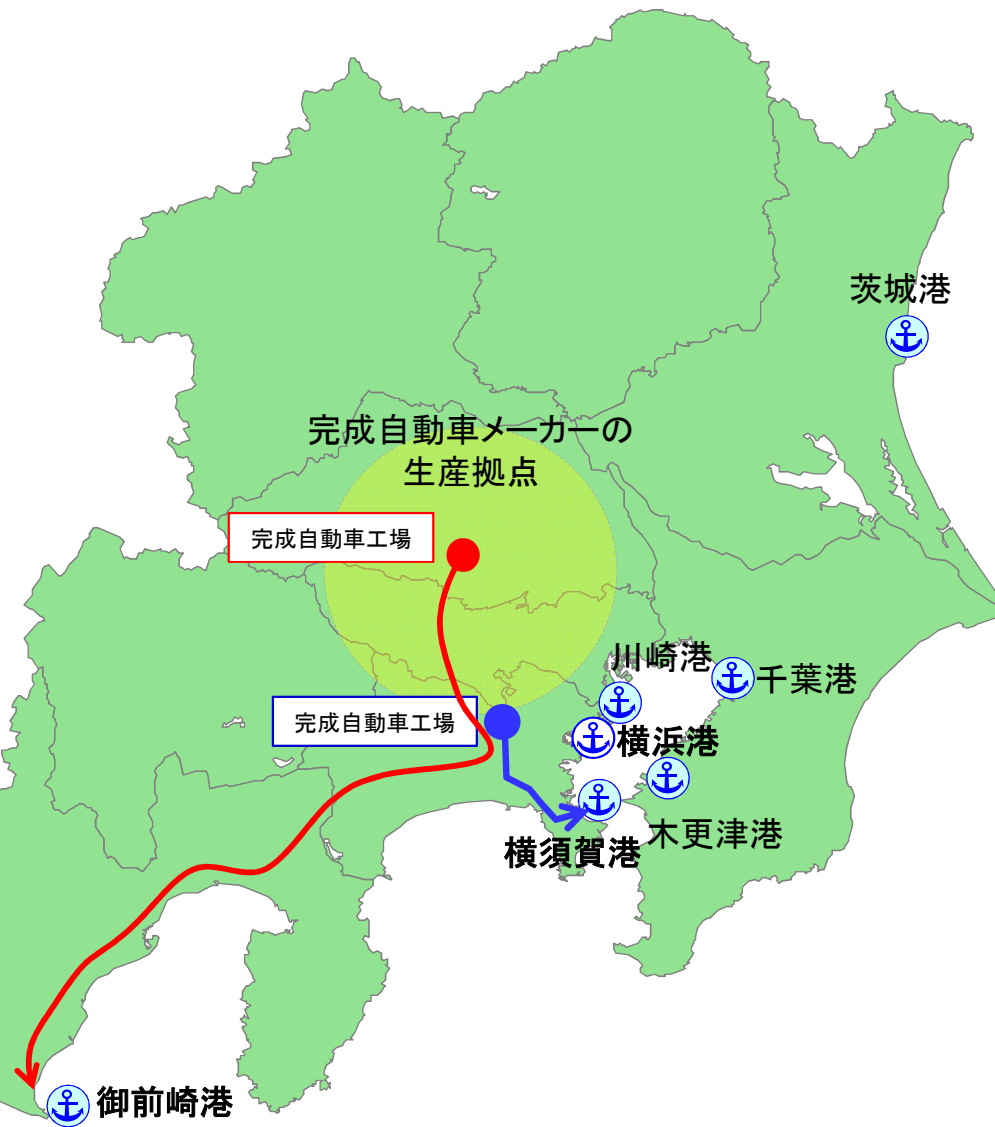 茨城港
完成自動車メーカーの
生産拠点
完成自動車工場
川崎港
千葉港
完成自動車工場
横浜港
木更津港
横須賀港
御前崎港